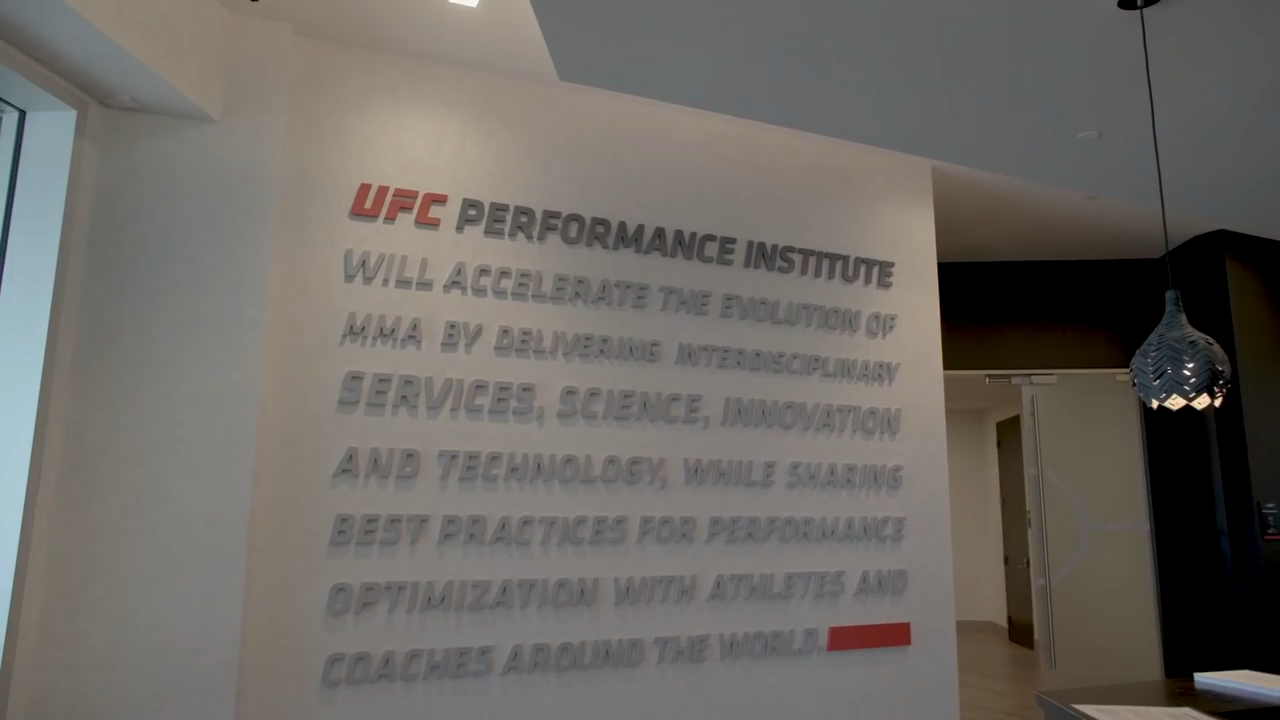 UFC PERFORMANCE INSTITUTE
WILL ACCELERATE THE EVOLUTION OF
MMA BY DELIVERING INTERDISCIPLINARY
SERVICES, SCIENCE, INNOVATION
AND TECHNOLOGY, WHILE SHARING
BEST PRACTICES FOR PERFORMANCE
OPTIMIZATION WITH ATHLETES AND
COACHES AROUND THE WORLD.